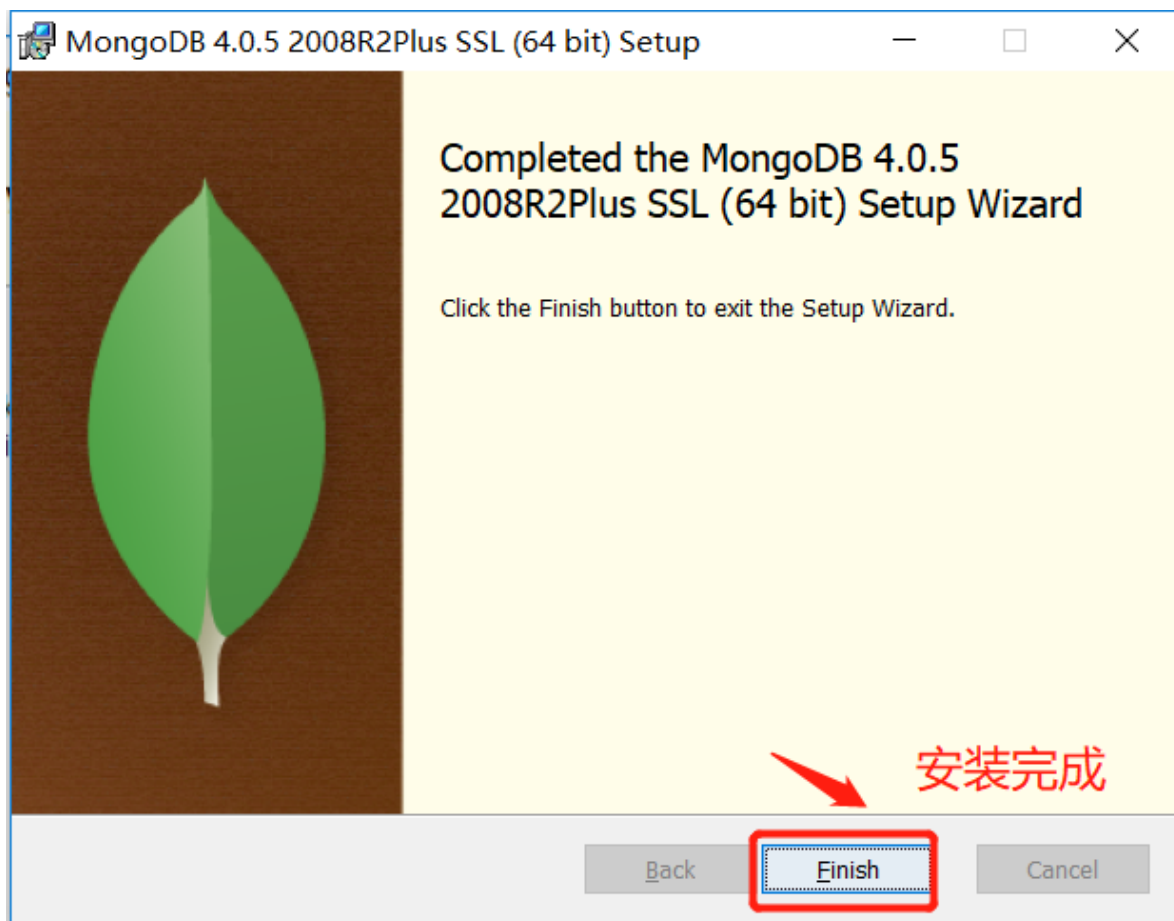 MongoDB 4.0.5 2008R2Plus SSL (64 bit) Setup
Completed the MongoDB 4.0.5
2008R2Plus SSL (64 bit) Setup Wizard
Click the Finish button to exit the Setup Wizard.
安装完成
Back
Finish
Cancel